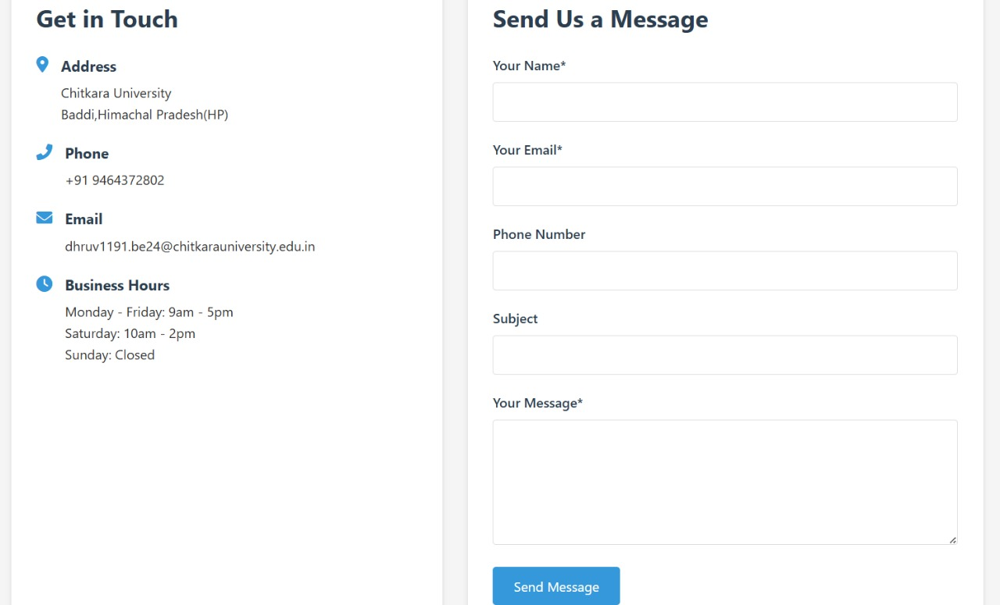 Get in Touch
Address
Chitkara University
Baddi,Himachal Pradesh(HP)
Phone
+91 9464372802
Email
dhruv1191.be24@chitkarauniversity.edu.in
Business Hours
Monday - Friday: 9am - 5pm
Saturday: 10am - 2pm
Sunday: Closed
Send Us a Message
Your Name*
Your Email*
Phone Number
Subject
Your Message*
Send Message